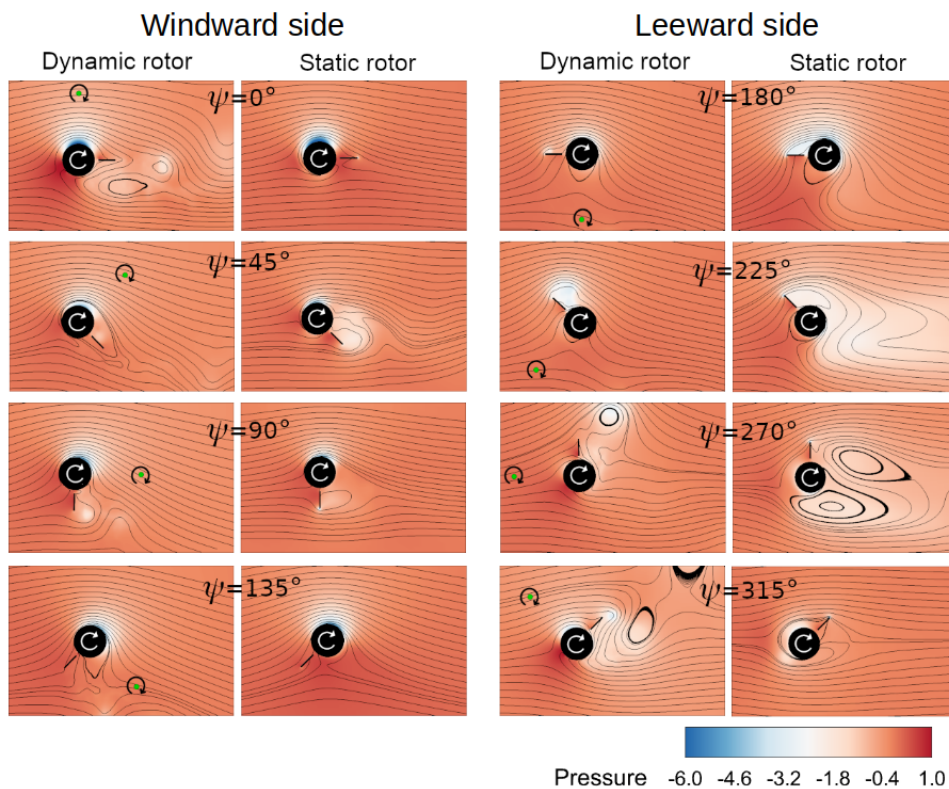 Windward side
Leeward side
Dynamic rotor
Static rotor
Dynamic rotor
Static rotor
ψ=0°
ψ=180°
ψ=45°
ψ=225°
ψ=90°
ψ=270°
ψ=135°
ψ=315°
Pressure -6.0 -4.6 -3.2 -1.8 -0.4 1.0